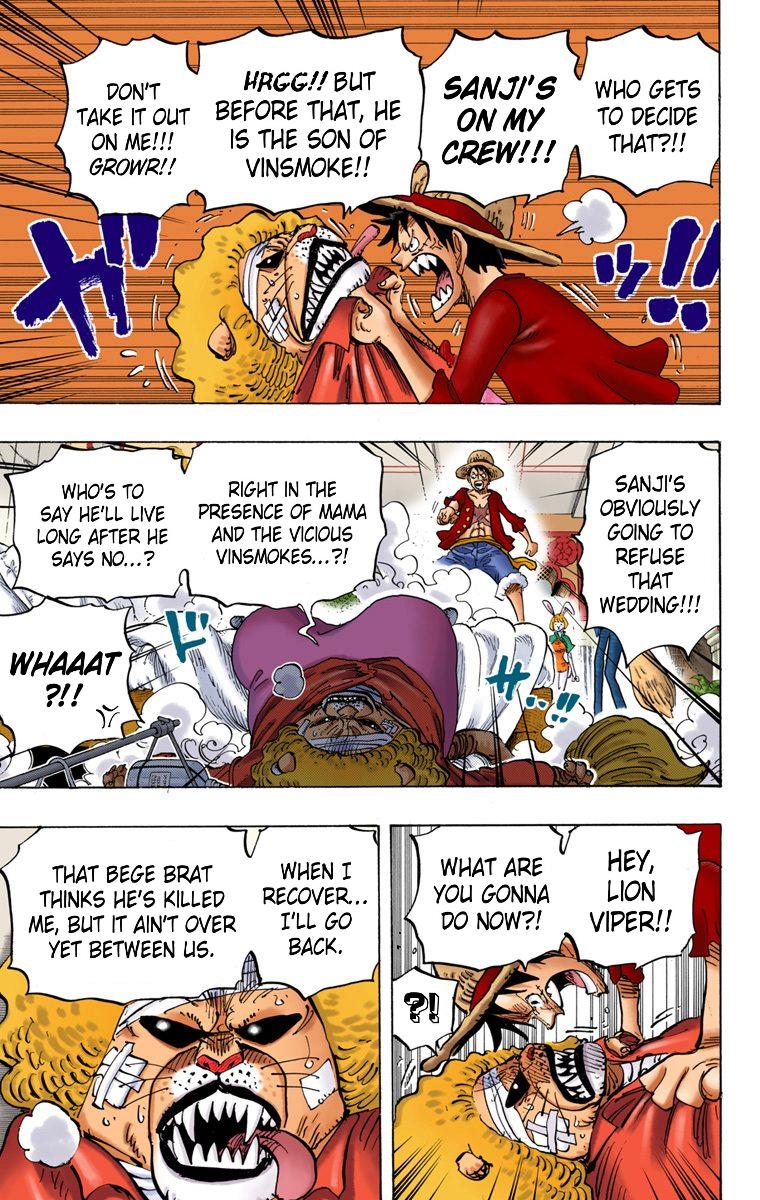 WHO GETS
TO DECIDE
THAT?!!
SANJI'S
ON MY
CREW!!!
HRGG!! BUT
BEFORE THAT, HE
IS THE SON OF
VINSMOKE!!
DON'T
TAKE IT OUT
ON ME!!!
GROWR!!
ガッ!!
SANJI'S
OBVIOUSLY
GOING TO
REFUSE
THAT
WEDDING!!!
RIGHT IN THE
PRESENCE OF MAMA
AND THE VICIOUS
VINSMOKES...?!
WHO'S TO
SAY HE'LL LIVE
LONG AFTER HE
SAYS NO...?
WHAAAT
?!!
ドサ..!!
HEY,
LION
VIPER!!
WHAT ARE
YOU GONNA
DO NOW?!
?!
WHEN I
RECOVER...
I'LL GO
BACK.
THAT BEGE BRAT
THINKS HE'S KILLED
ME, BUT IT AIN'T OVER
YET BETWEEN US.